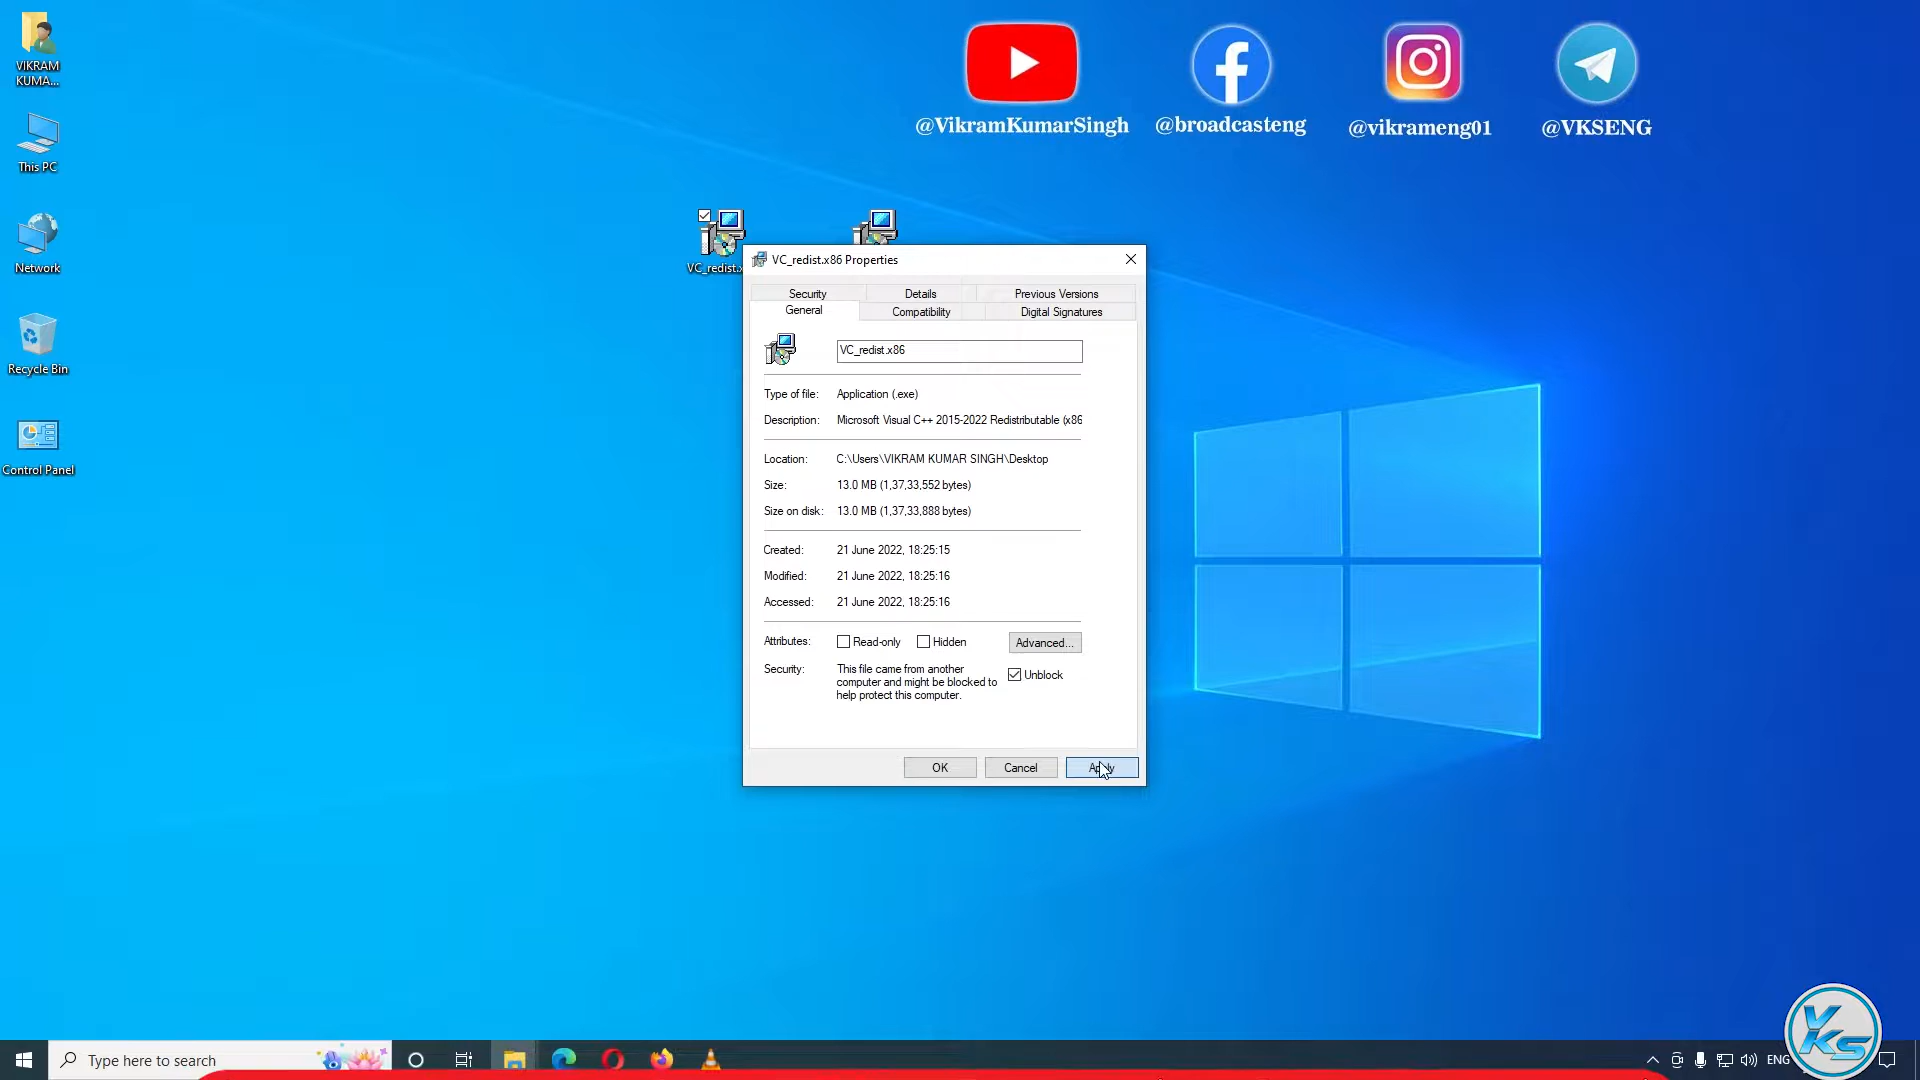 VIKRAM
KUMA...
This PC
Network
Recycle Bin
Control Panel
@VikramKumarSingh
@broadcasteng
@vikrameng01
@VKSENG
VC_redist.x
VC_redist.x86 Properties
Security
Details
Previous Versions
General
Compatibility
Digital Signatures
VC_redist.x86
Type of file: Application (.exe)
Description: Microsoft Visual C++ 2015-2022 Redistributable (x86
Location: C:\Users\VIKRAM KUMAR SINGH\Desktop
Size: 13.0 MB (1,37,33,552 bytes)
Size on disk: 13.0 MB (1,37,33,888 bytes)
Created: 21 June 2022, 18:25:15
Modified: 21 June 2022, 18:25:16
Accessed: 21 June 2022, 18:25:16
Attributes: Read-only Hidden Advanced...
Security: This file came from another
computer and might be blocked to
help protect this computer.
Unblock
OK
Cancel
Apply
Type here to search
ENG
VKS